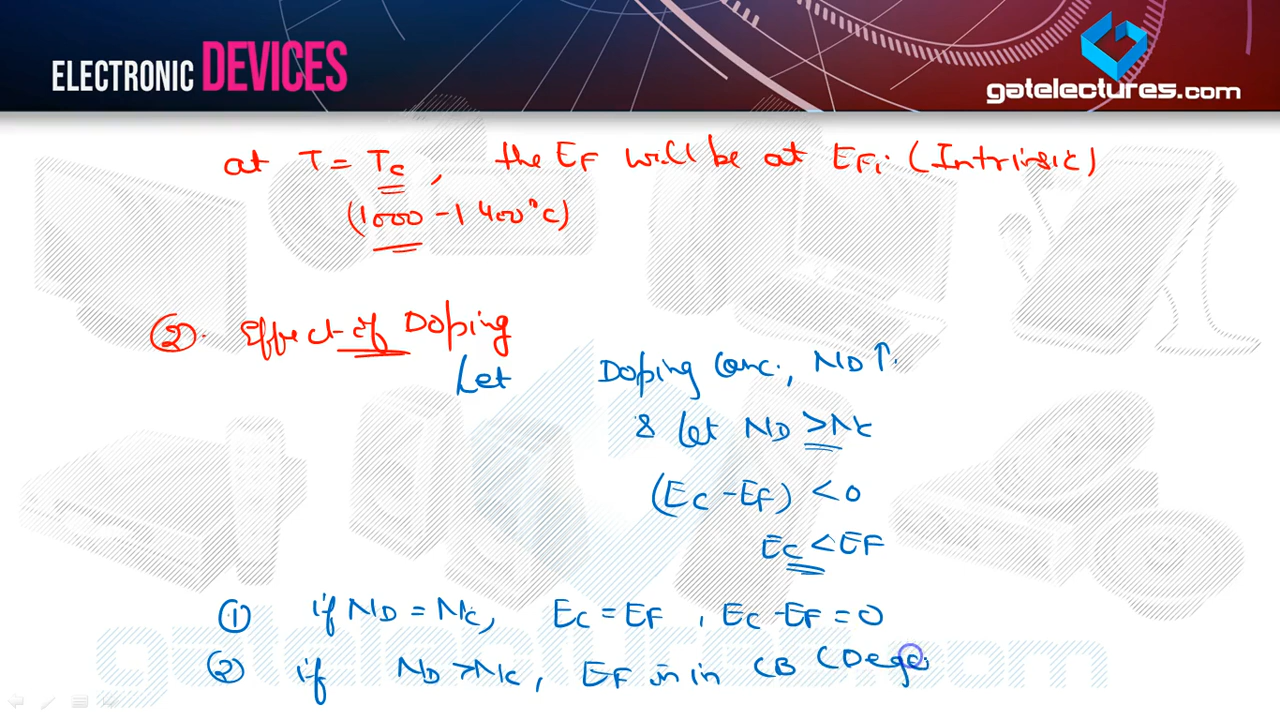 ELECTRONIC DEVICES
gatelectures.com
at T = Tc, the EF will be at EFi (Intrinsic)
(1000 - 1400°C)
②. Effect of Doping
Let Doping Conc., ND↑.
& let ND > NC
(EC - EF) < 0
EC < EF
① if ND = NC, EC = EF, EC - EF = 0
② if ND > NC, EF in in CB (Dege
gatelectures.com